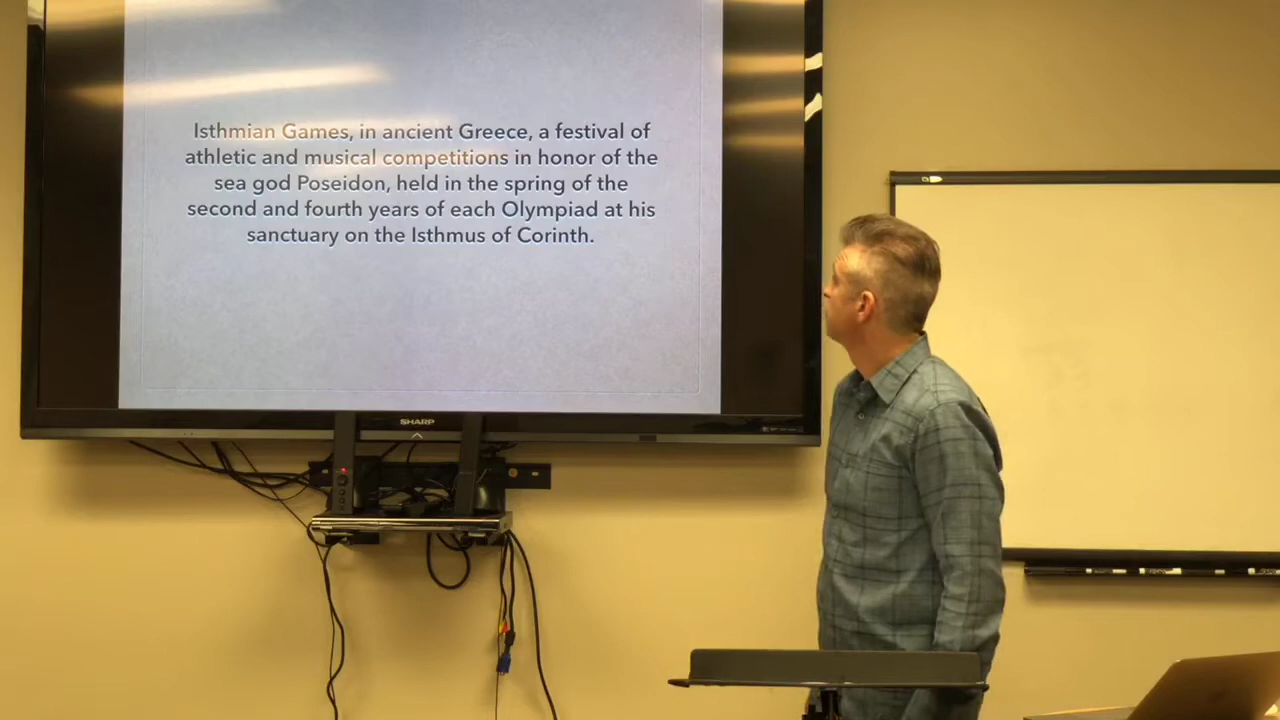 Isthmian Games, in ancient Greece, a festival of
athletic and musical competitions in honor of the
sea god Poseidon, held in the spring of the
second and fourth years of each Olympiad at his
sanctuary on the Isthmus of Corinth.
SHARP